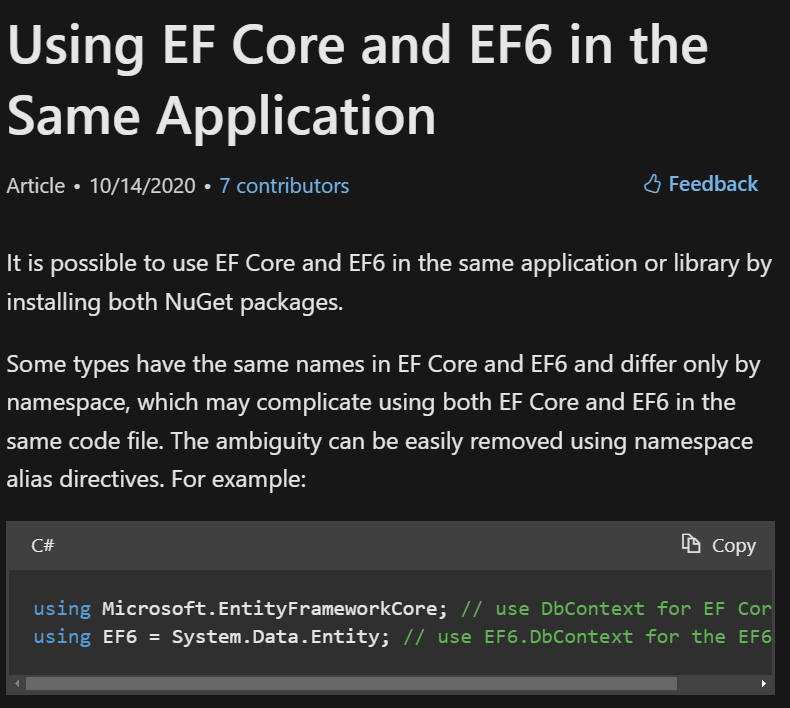 Using EF Core and EF6 in the
Same Application
Article • 10/14/2020 • 7 contributors
Feedback
It is possible to use EF Core and EF6 in the same application or library by
installing both NuGet packages.
Some types have the same names in EF Core and EF6 and differ only by
namespace, which may complicate using both EF Core and EF6 in the
same code file. The ambiguity can be easily removed using namespace
alias directives. For example:
C#
Copy
using Microsoft.EntityFrameworkCore; // use DbContext for EF Cor
using EF6 = System.Data.Entity; // use EF6.DbContext for the EF6